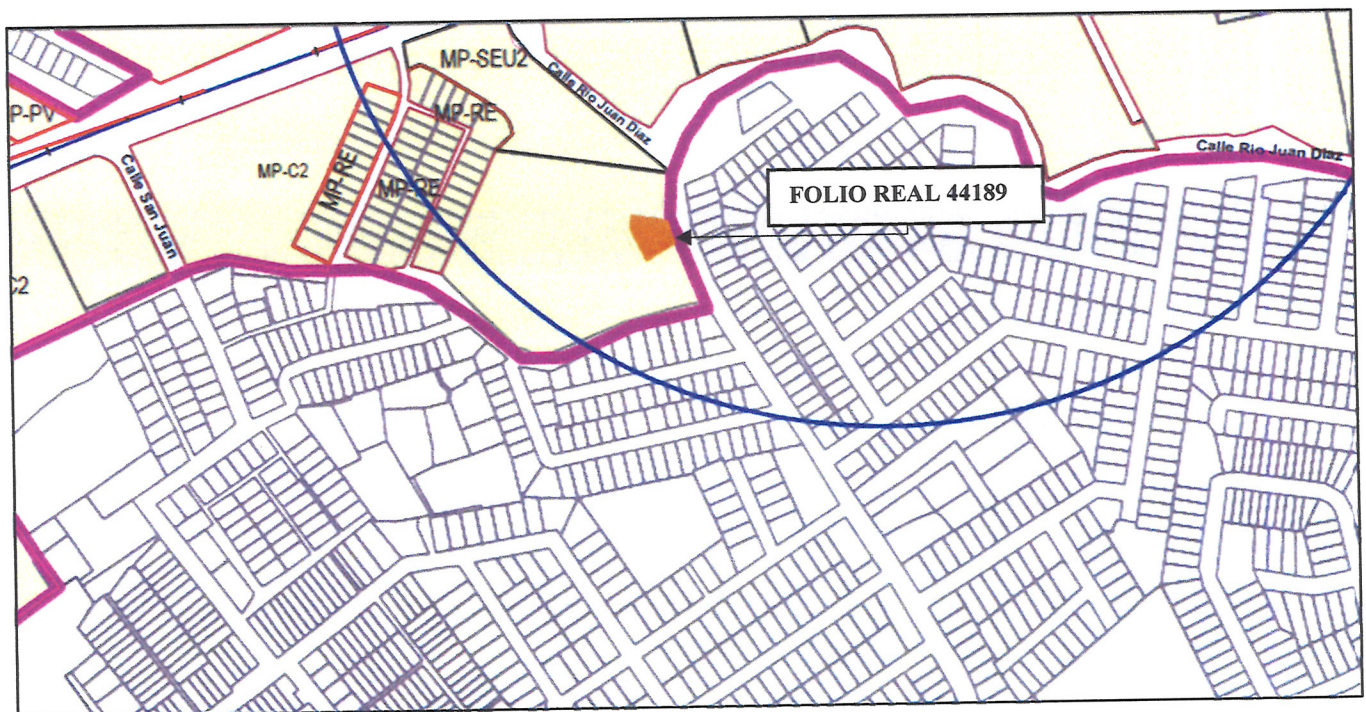 MP-SEU2
Calle Rio Juan Diaz
MP-RE
P-PV
MP-C2
MP-RE
MP-RE
Calle San Juan
Calle Rio Juan Diaz
FOLIO REAL 44189
C2